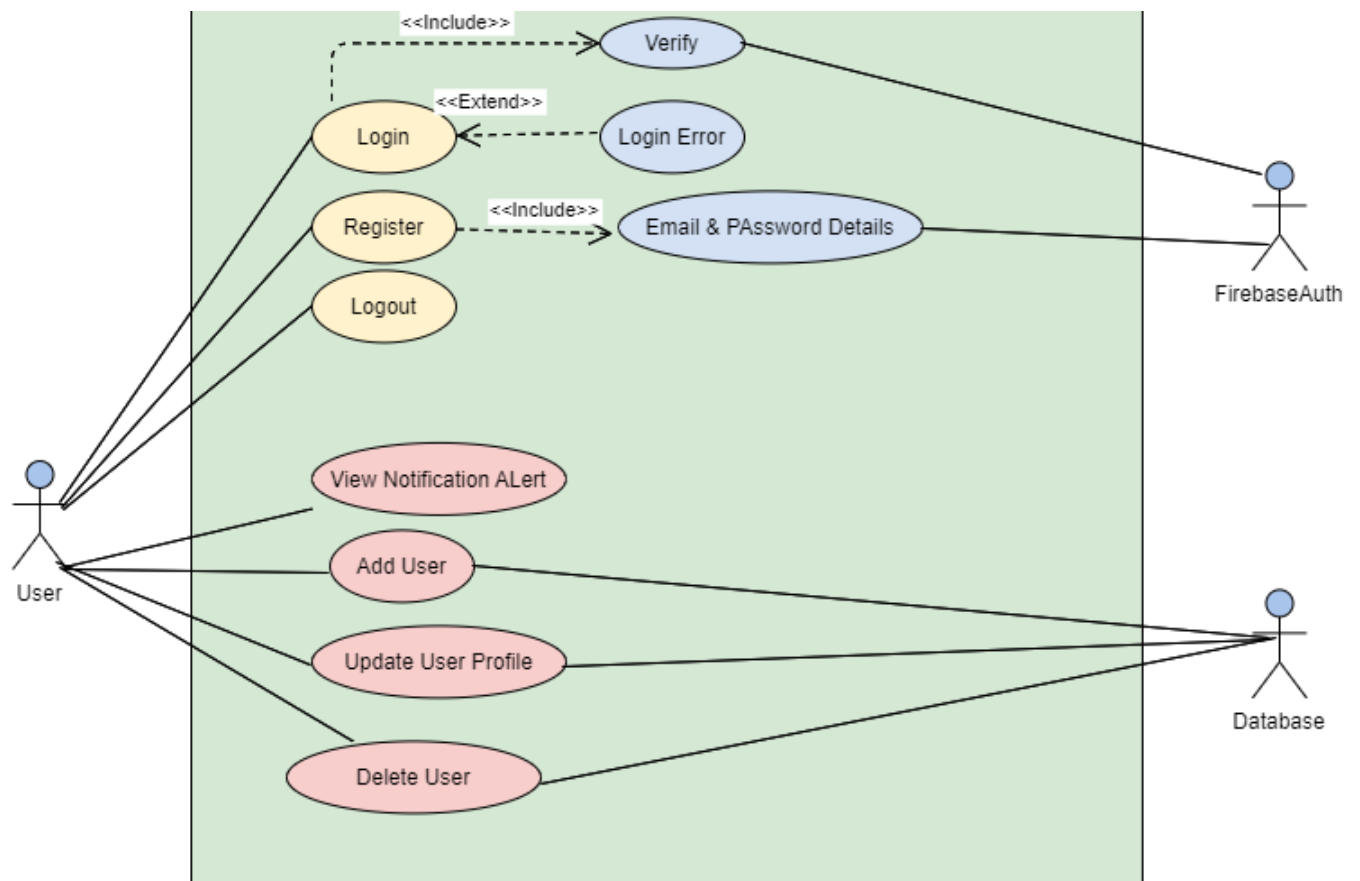 <<Include>>
Verify
<<Extend>>
Login
Login Error
<<Include>>
Register
Email & PAssword Details
FirebaseAuth
Logout
View Notification ALert
Add User
User
Update User Profile
Database
Delete User